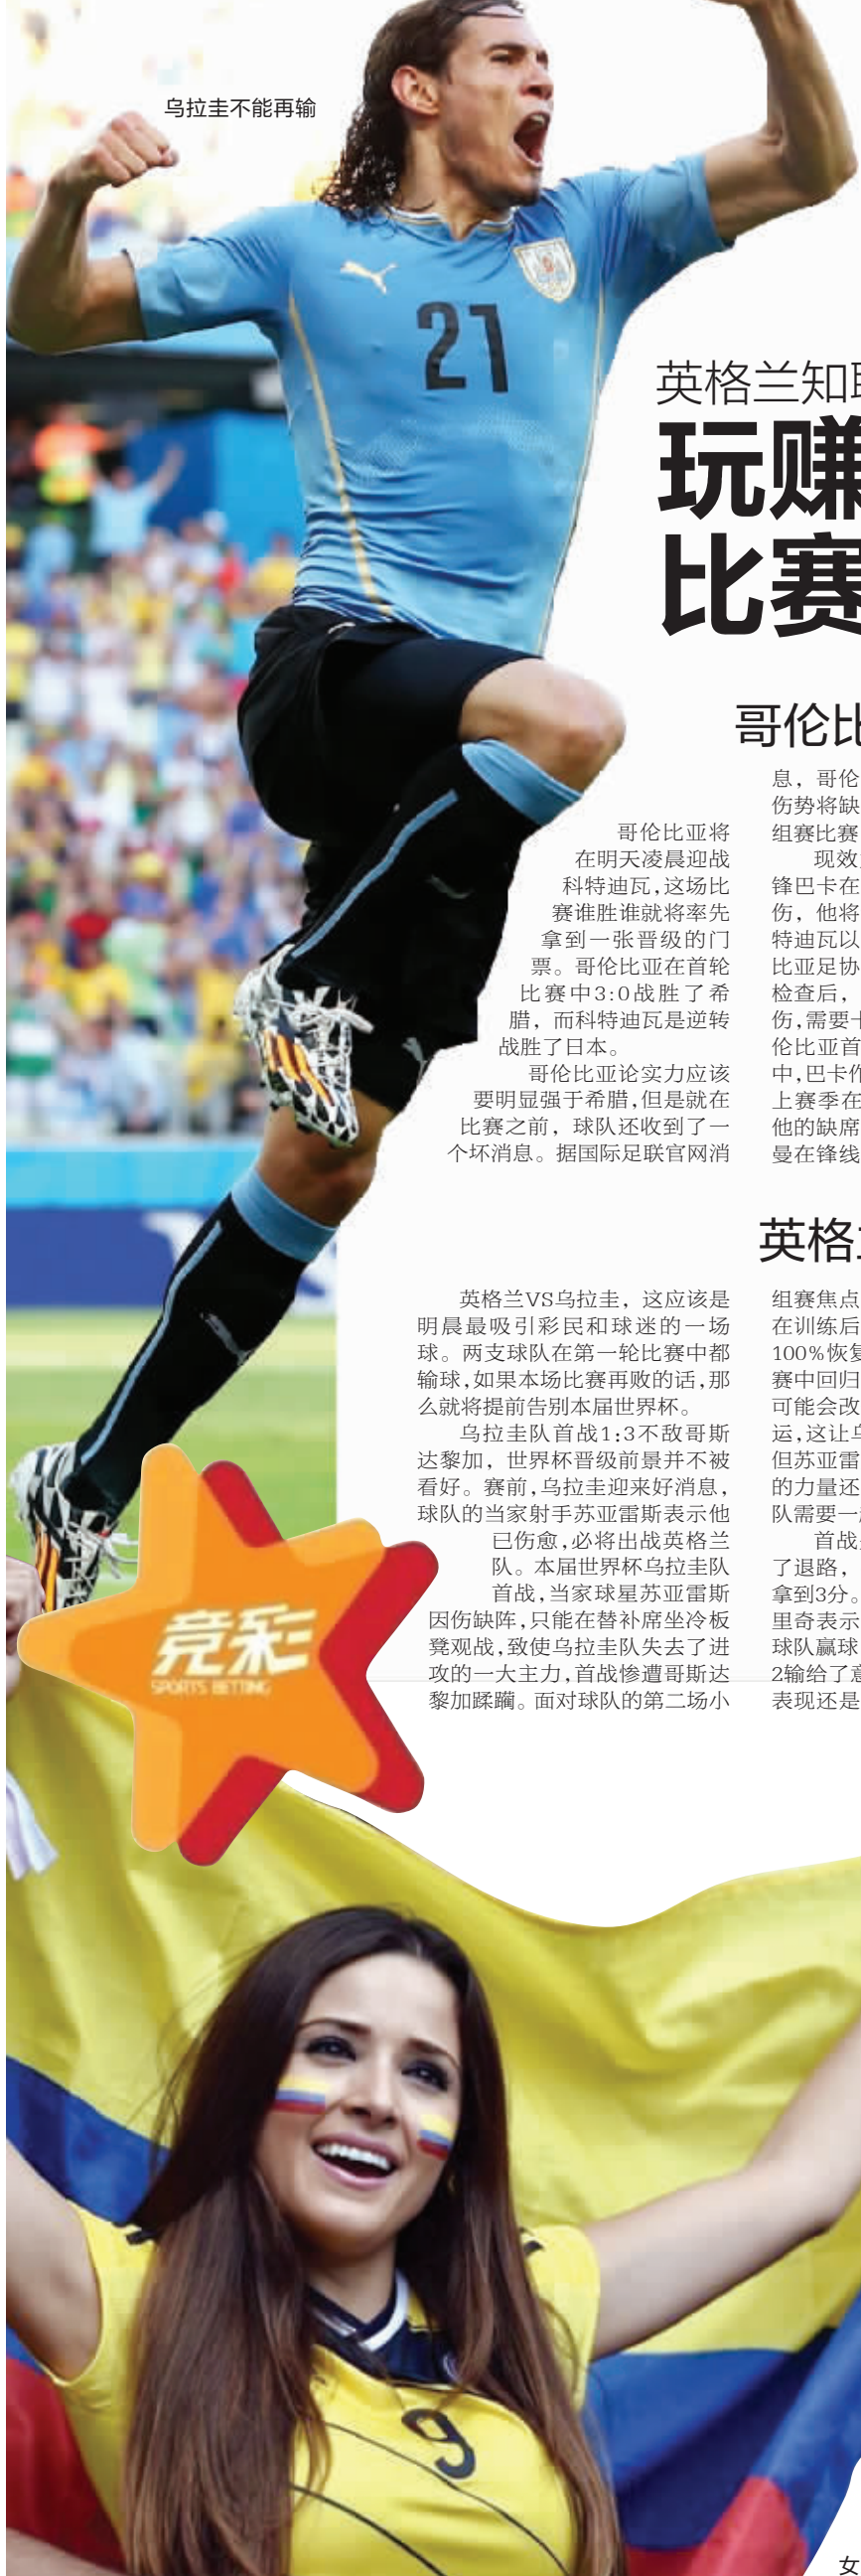 乌拉圭不能再输
21
英格兰知
玩赚
比赛
哥伦比
哥伦比亚将
在明天凌晨迎战
科特迪瓦,这场比
赛谁胜谁就将率先
拿到一张晋级的门
票。哥伦比亚在首轮
比赛中3:0战胜了希
腊，而科特迪瓦是逆转
战胜了日本。
哥伦比亚论实力应该
要明显强于希腊,但是就在
比赛之前，球队还收到了一
个坏消息。据国际足联官网消
息，哥伦
伤势将缺
组赛比赛
现效
锋巴卡在
伤，他将
特迪瓦以
比亚足协
检查后，
伤,需要
伦比亚首
中,巴卡作
上赛季在
他的缺席
曼在锋线
英格
英格兰VS乌拉圭，这应该是
明晨最吸引彩民和球迷的一场
球。两支球队在第一轮比赛中都
输球,如果本场比赛再败的话,那
么就将提前告别本届世界杯。
乌拉圭队首战1:3不敌哥斯
达黎加，世界杯晋级前景并不被
看好。赛前,乌拉圭迎来好消息，
球队的当家射手苏亚雷斯表示他
已伤愈,必将出战英格兰
队。本届世界杯乌拉圭队
首战,当家球星苏亚雷斯
因伤缺阵,只能在替补席坐冷板
凳观战,致使乌拉圭队失去了进
攻的一大主力,首战惨遭哥斯达
黎加蹂躏。面对球队的第二场小
组赛焦点
在训练后
100%恢复
赛中回归
可能会改
运,这让乌
但苏亚雷
的力量还
队需要一
首战
了退路，
拿到3分。
里奇表示
球队赢球
2输给了意
表现还是
竞彩
SPORTS BETTING
9
女